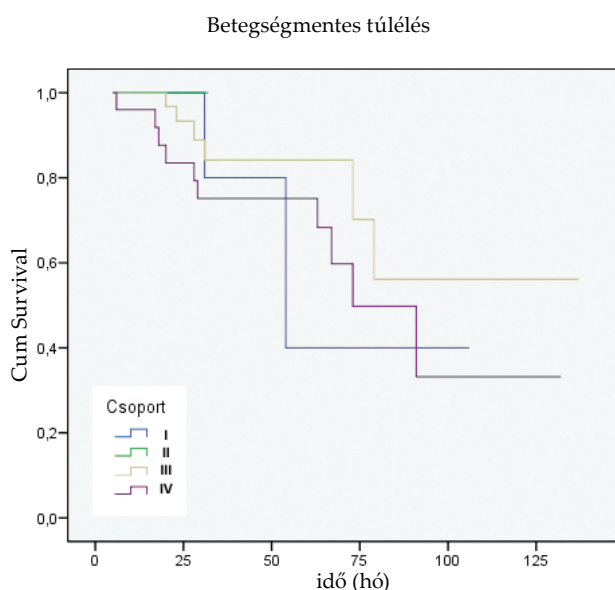 Betegségmentes túlélés
Cum Survival
1,0
0,8
0,6
0,4
0,2
0,0
Csoport
I
II
III
IV
0
25
50
75
100
125
idő (hó)